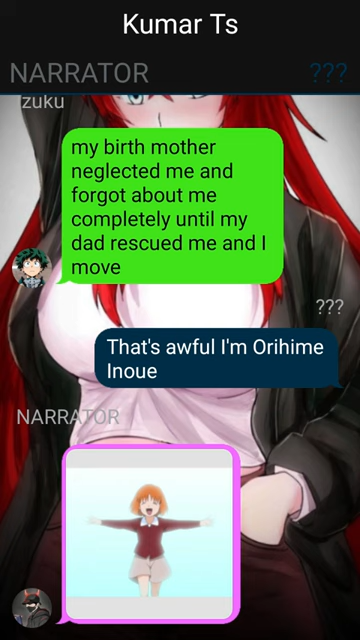 Kumar Ts
NARRATOR
???
zuku
my birth mother
neglected me and
forgot about me
completely until my
dad rescued me and I
move
???
That's awful I'm Orihime
Inoue
NARRATOR